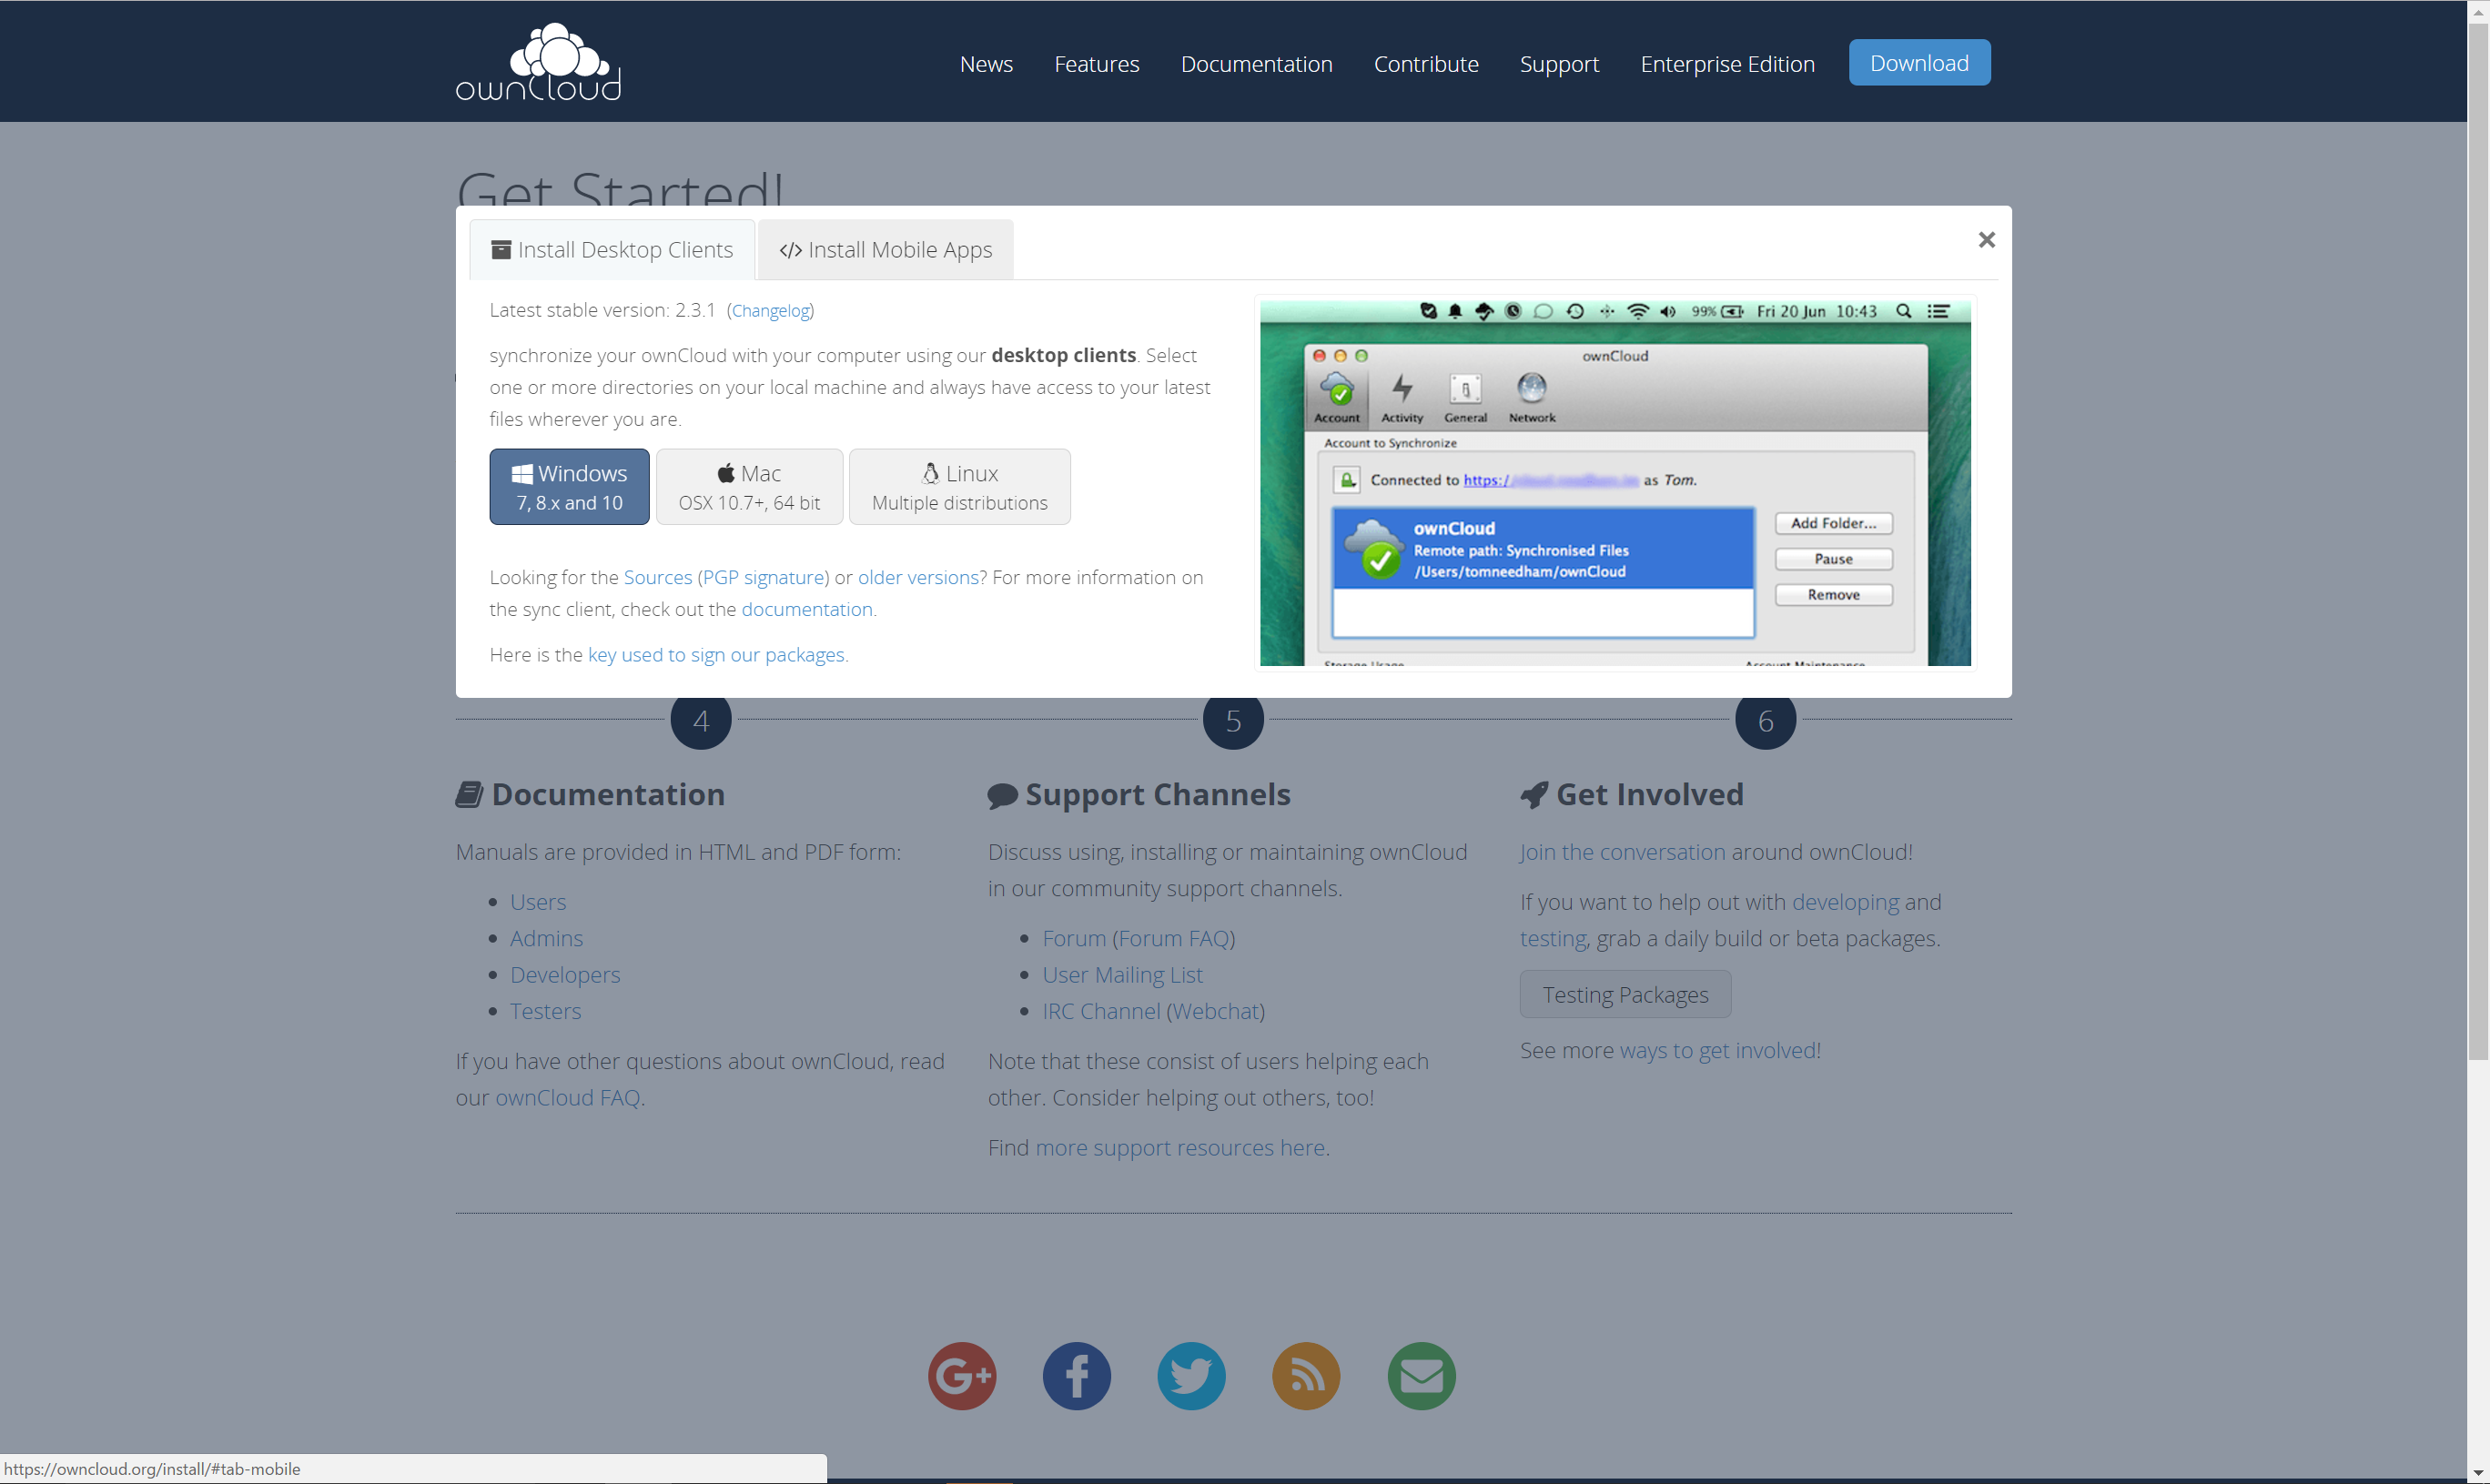 ownCloud
News Features Documentation Contribute Support Enterprise Edition Download
Get Started!
Install Desktop Clients
Install Mobile Apps
×
Latest stable version: 2.3.1 (Changelog)
synchronize your ownCloud with your computer using our desktop clients. Select
one or more directories on your local machine and always have access to your latest
files wherever you are.
Windows
7, 8.x and 10
Mac
OSX 10.7+, 64 bit
Linux
Multiple distributions
Looking for the Sources (PGP signature) or older versions? For more information on
the sync client, check out the documentation.
Here is the key used to sign our packages.
99% Fri 20 Jun 10:43
ownCloud
Account Activity General Network
Account to Synchronize
Connected to https:/ as Tom.
ownCloud
Remote path: Synchronised Files
/Users/tomneedham/ownCloud
Add Folder...
Pause
Remove
Storage Usage
Account Maintenance
4
5
6
Documentation
Manuals are provided in HTML and PDF form:
• Users
• Admins
• Developers
• Testers
If you have other questions about ownCloud, read
our ownCloud FAQ.
Support Channels
Discuss using, installing or maintaining ownCloud
in our community support channels.
• Forum (Forum FAQ)
• User Mailing List
• IRC Channel (Webchat)
Note that these consist of users helping each
other. Consider helping out others, too!
Find more support resources here.
Get Involved
Join the conversation around ownCloud!
If you want to help out with developing and
testing, grab a daily build or beta packages.
Testing Packages
See more ways to get involved!
G+
f
https://owncloud.org/install/#tab-mobile